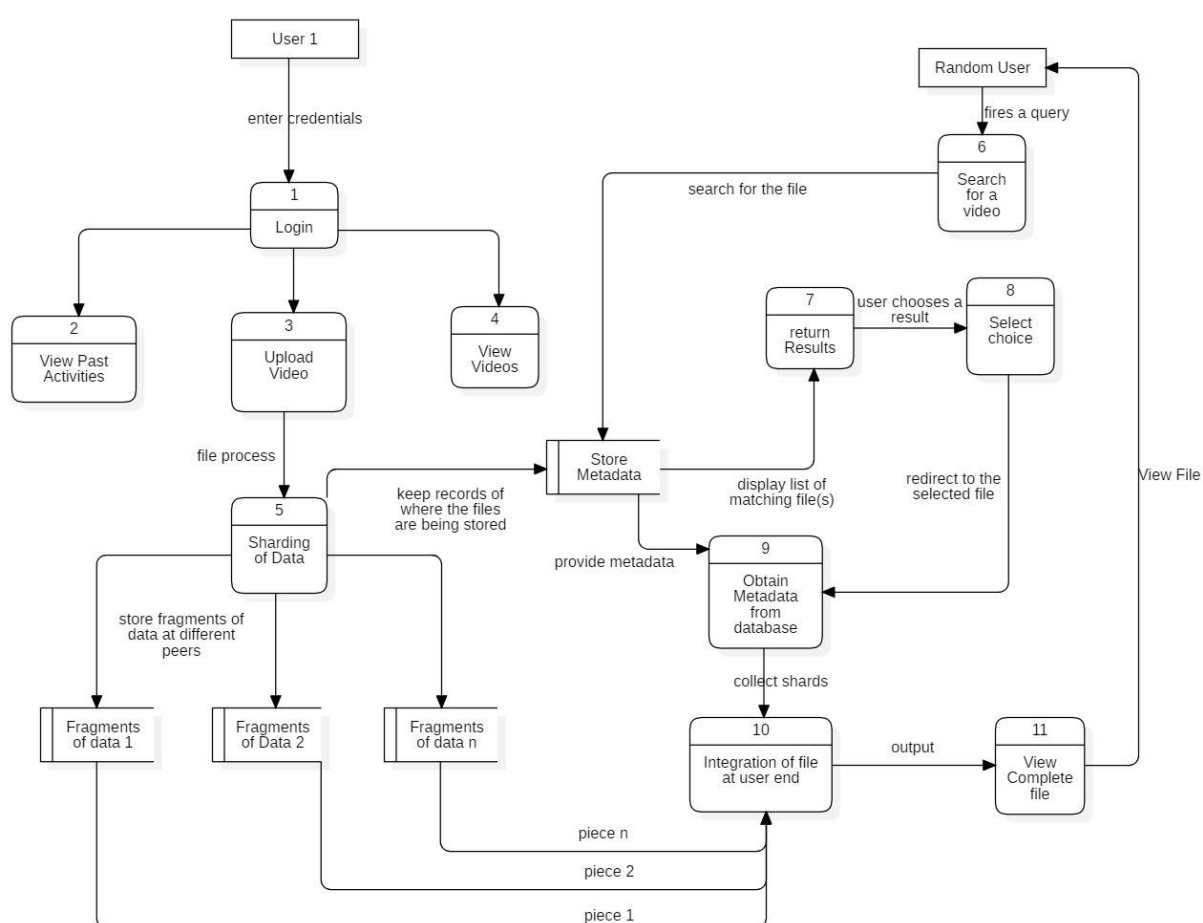 User 1
Random User
enter credentials
fires a query
6
Search
for a
video
search for the file
1
Login
7
return
Results
user chooses a
result
8
Select
choice
2
View Past
Activities
3
Upload
Video
4
View
Videos
file process
Store
Metadata
keep records of
where the files
are being stored
display list of
matching file(s)
redirect to the
selected file
View File
5
Sharding
of Data
provide metadata
9
Obtain
Metadata
from
database
store fragments of
data at different
peers
collect shards
Fragments
of data 1
Fragments
of Data 2
Fragments
of data n
10
Integration of file
at user end
output
11
View
Complete
file
piece n
piece 2
piece 1